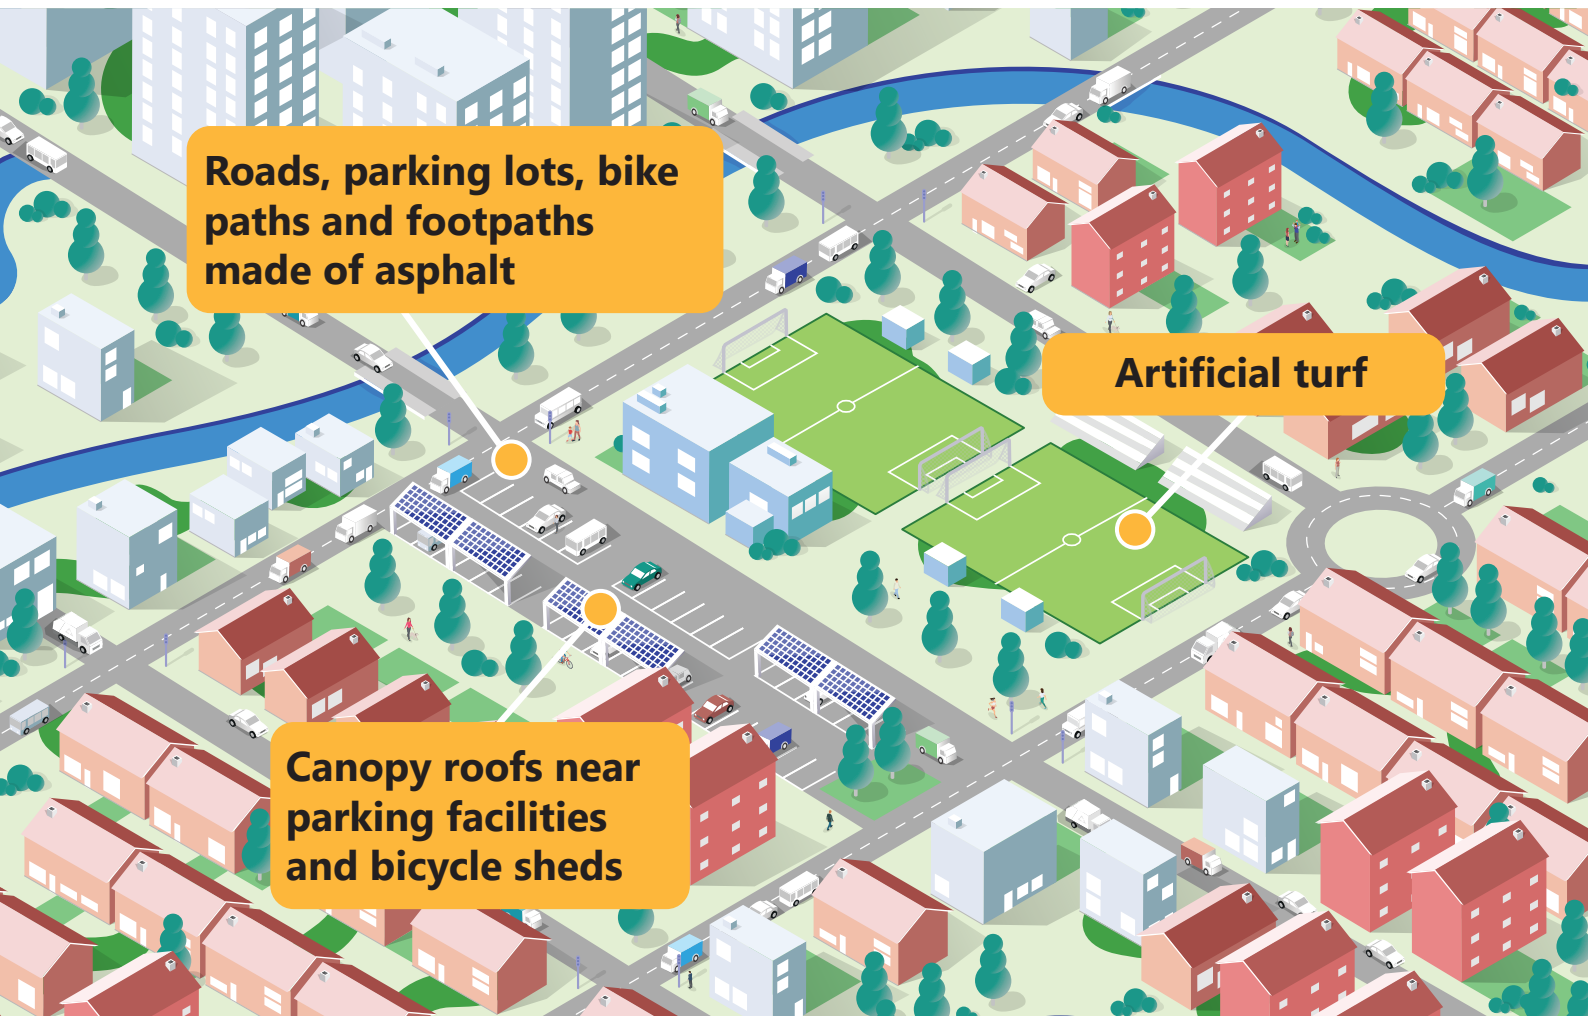 Roads, parking lots, bike
paths and footpaths
made of asphalt
Artificial turf
Canopy roofs near
parking facilities
and bicycle sheds